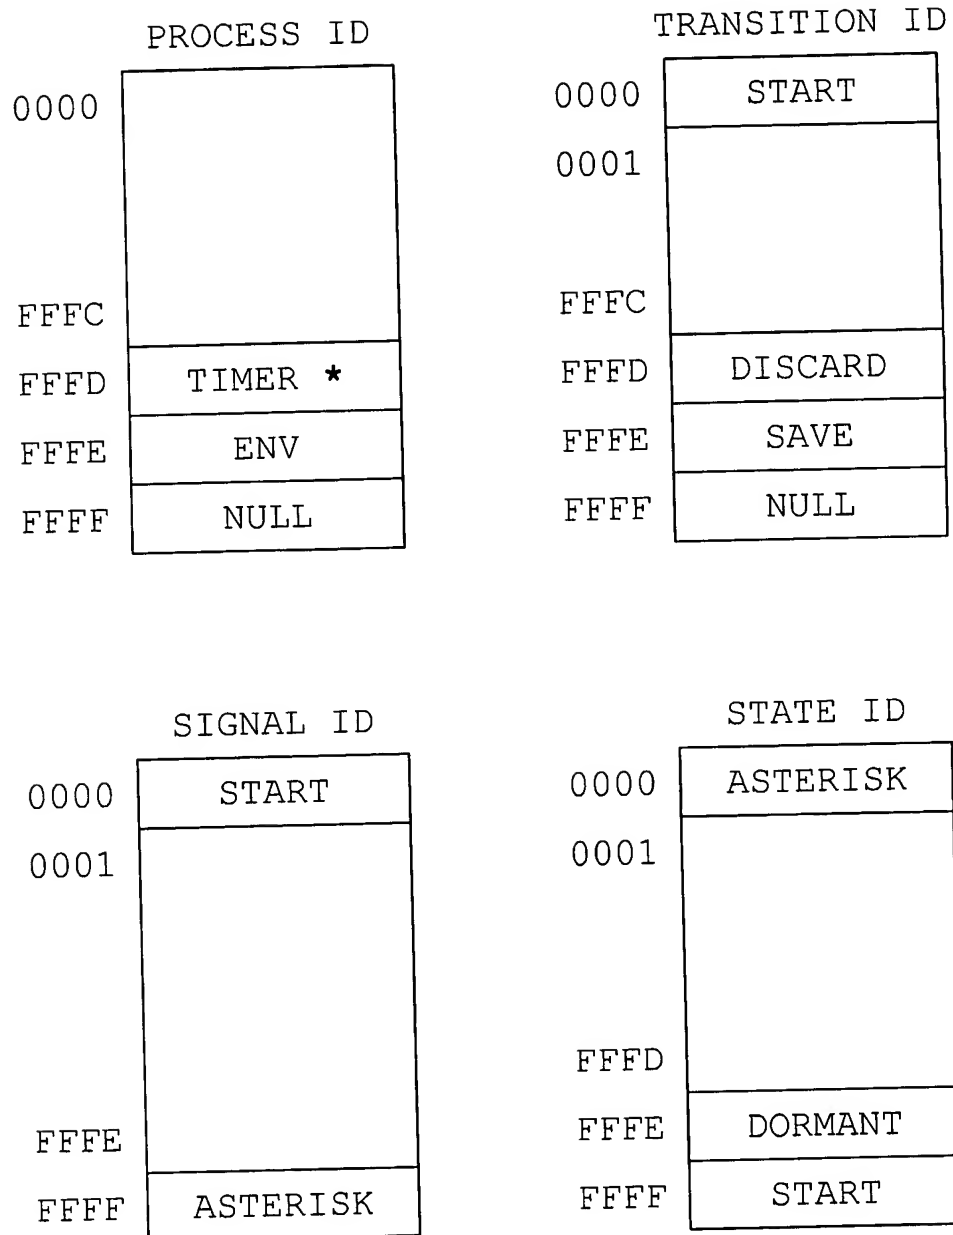 PROCESS ID
0000
FFFC
FFFD TIMER *
FFFE ENV
FFFF NULL
TRANSITION ID
0000 START
0001
FFFC
FFFD DISCARD
FFFE SAVE
FFFF NULL
SIGNAL ID
0000 START
0001
FFFE
FFFF ASTERISK
STATE ID
0000 ASTERISK
0001
FFFD
FFFE DORMANT
FFFF START